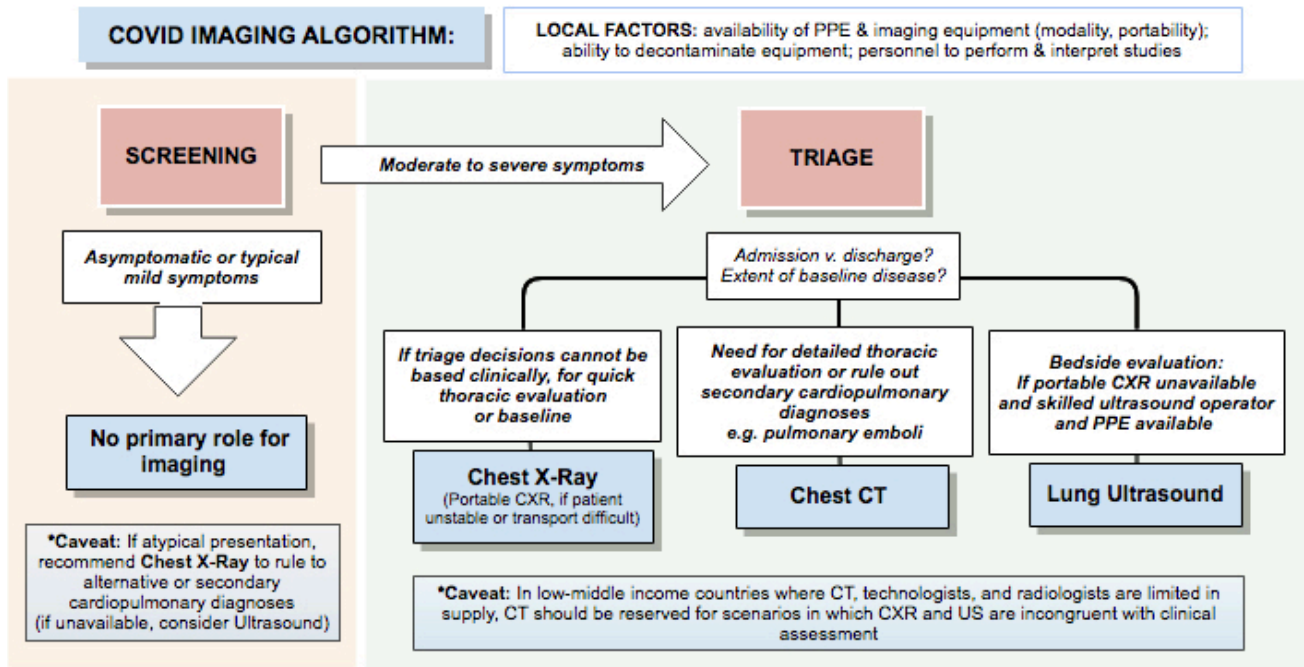 COVID IMAGING ALGORITHM:
LOCAL FACTORS: availability of PPE & imaging equipment (modality, portability);
ability to decontaminate equipment; personnel to perform & interpret studies
SCREENING
Moderate to severe symptoms
TRIAGE
Asymptomatic or typical
mild symptoms
No primary role for
imaging
*Caveat: If atypical presentation,
recommend Chest X-Ray to rule to
alternative or secondary
cardiopulmonary diagnoses
(if unavailable, consider Ultrasound)
Admission v. discharge?
Extent of baseline disease?
If triage decisions cannot be
based clinically, for quick
thoracic evaluation
or baseline
Chest X-Ray
(Portable CXR, if patient
unstable or transport difficult)
Need for detailed thoracic
evaluation or rule out
secondary cardiopulmonary
diagnoses
e.g. pulmonary emboli
Chest CT
Bedside evaluation:
If portable CXR unavailable
and skilled ultrasound operator
and PPE available
Lung Ultrasound
*Caveat: In low-middle income countries where CT, technologists, and radiologists are limited in
supply, CT should be reserved for scenarios in which CXR and US are incongruent with clinical
assessment